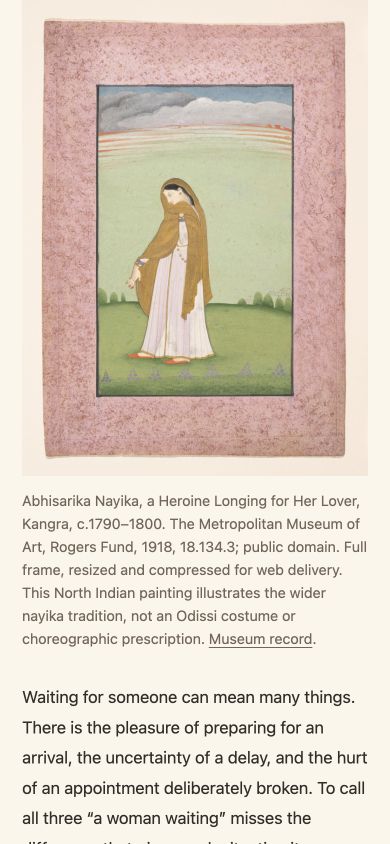 Abhisarika Nayika, a Heroine Longing for Her Lover,
Kangra, c.1790–1800. The Metropolitan Museum of
Art, Rogers Fund, 1918, 18.134.3; public domain. Full
frame, resized and compressed for web delivery.
This North Indian painting illustrates the wider
nayika tradition, not an Odissi costume or
choreographic prescription. Museum record.
Waiting for someone can mean many things.
There is the pleasure of preparing for an
arrival, the uncertainty of a delay, and the hurt
of an appointment deliberately broken. To call
all three “a woman waiting” misses the